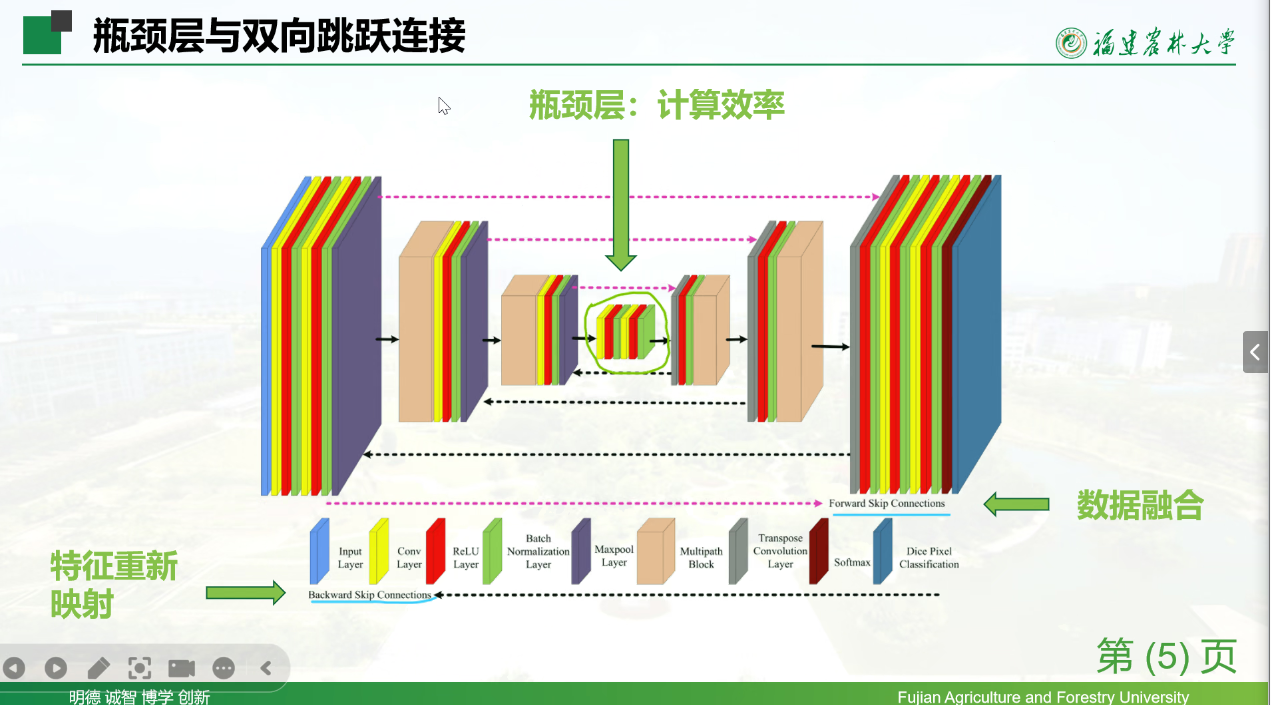 瓶颈层与双向跳跃连接
福建农林大学
瓶颈层：计算效率
Forward Skip Connections
数据融合
Input
Layer
Conv
Layer
ReLU
Layer
Batch
Normalization
Layer
Maxpool
Layer
Multipath
Block
Transpose
Convolution
Layer
Softmax
Dice Pixel
Classification
特征重新
映射
Backward Skip Connections
第 (5) 页
明德 诚智 博学 创新
Fujian Agriculture and Forestry University